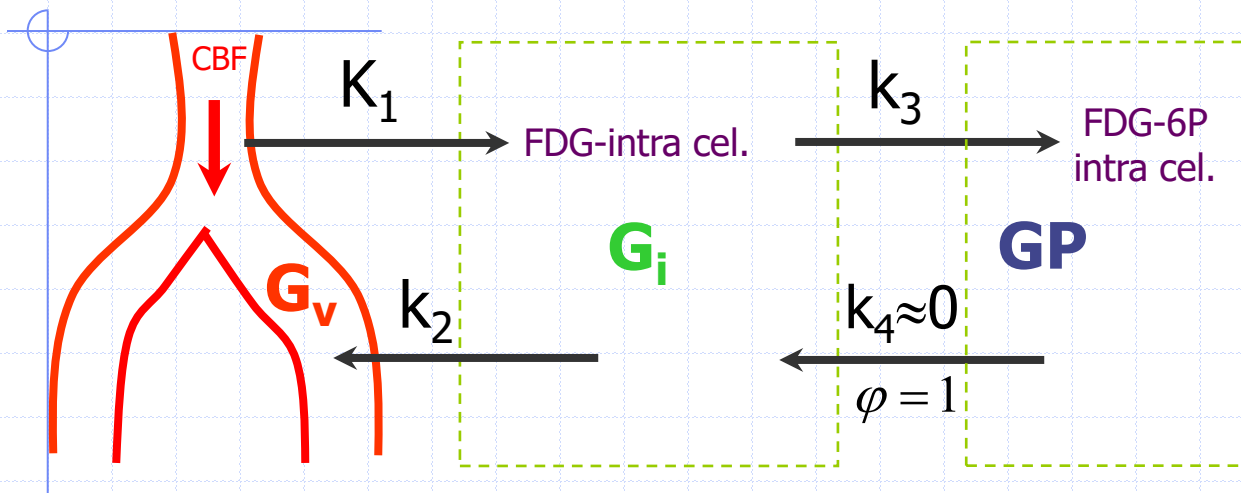 CBF
K₁
k₃
FDG-intra cel.
FDG-6P
intra cel.
Gᵢ
GP
Gᵥ
k₂
k₄≈0
φ = 1